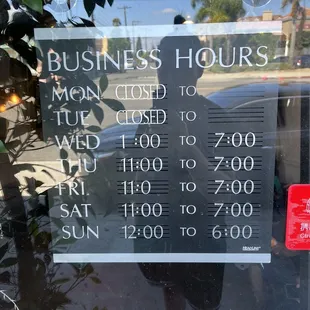 BUSINESS HOURS
MON CLOSED TO
TUE CLOSED TO
WED 1 :00 TO 7:00
THU 11:00 TO 7:00
FRI. 11:0 TO 7:00
SAT 11:00 TO 7:00
SUN 12:00 TO 6:00